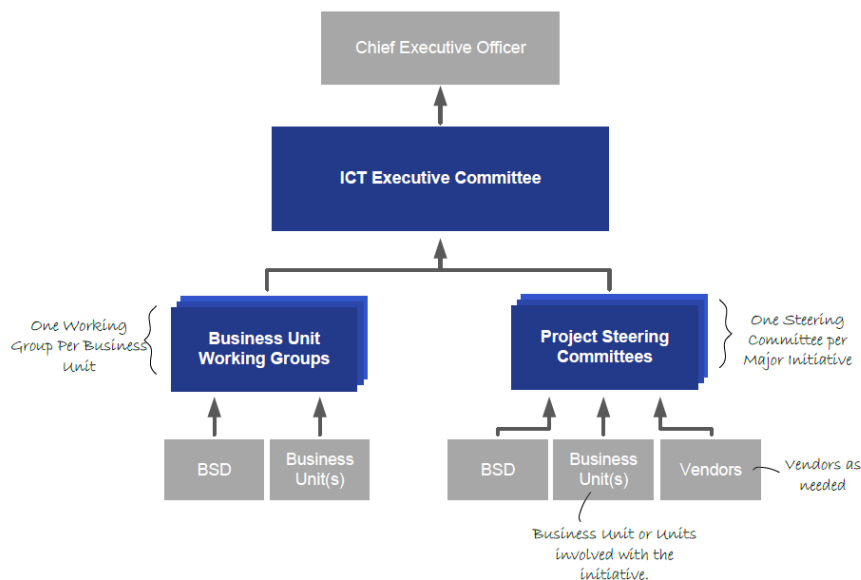 Chief Executive Officer
ICT Executive Committee
One Working
Group Per Business
Unit
Business Unit
Working Groups
Project Steering
Committees
One Steering
Committee per
Major Initiative
BSD
Business
Unit(s)
BSD
Business
Unit(s)
Vendors
Vendors as
needed
Business Unit or Units
involved with the
initiative.